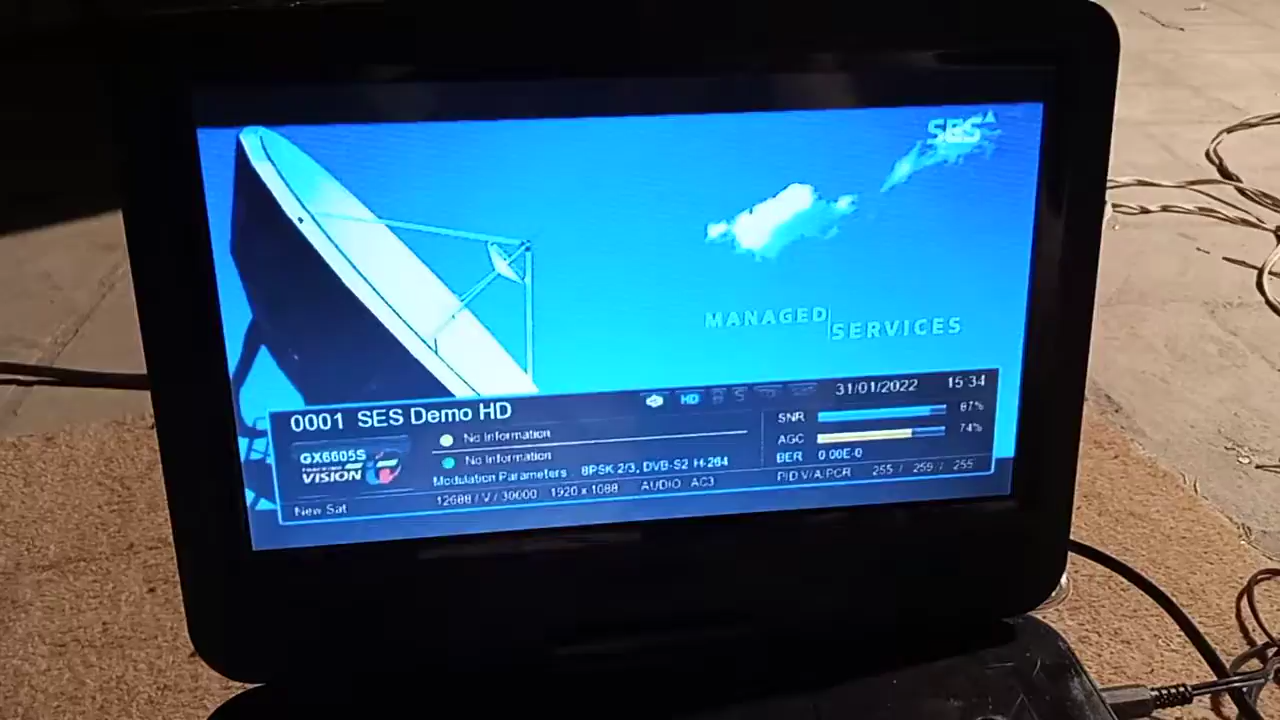 SES
MANAGED
SERVICES
HD
31/01/2022 15:34
0001 SES Demo HD
No Information
No Information
SNR 87%
AGC 74%
BER 0.00E-0
GX6605S
VISION
Modulation Parameters 8PSK 2/3, DVB-S2 H-264
PID V/A/PCR 255 / 259 / 255
New Sat 12688 / V / 30000 1920 x 1088 AUDIO AC3